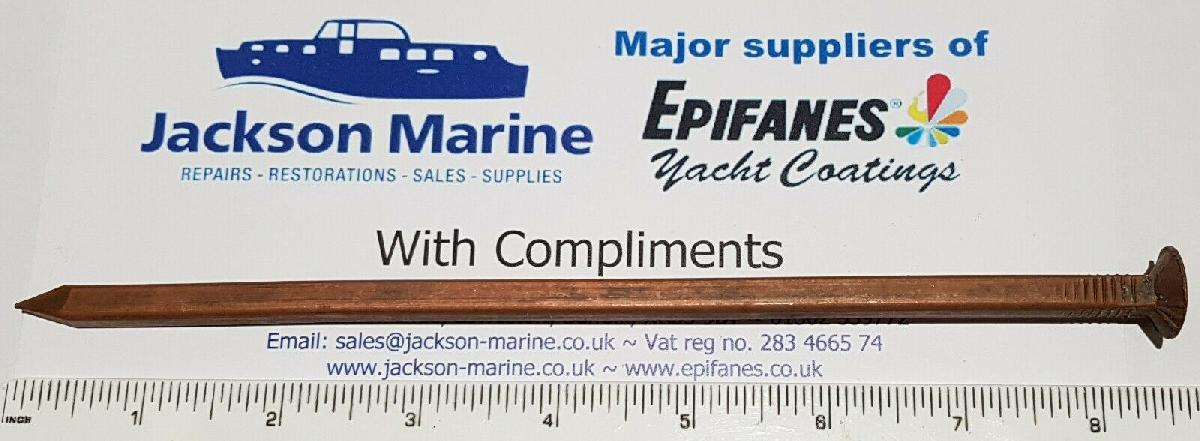 Major suppliers of
EPIFANES®
Yacht Coatings
Jackson Marine
REPAIRS - RESTORATIONS - SALES - SUPPLIES
With Compliments
Email: sales@jackson-marine.co.uk ~ Vat reg no. 283 4665 74
www.jackson-marine.co.uk ~ www.epifanes.co.uk
INCH 1 2 3 4 5 6 7 8